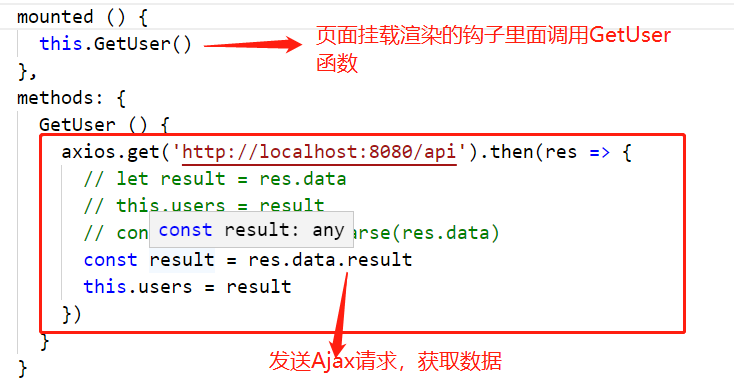 mounted () {
this.GetUser()
页面挂载渲染的钩子里面调用GetUser
函数
},
methods: {
GetUser () {
axios.get('http://localhost:8080/api').then(res => {
// let result = res.data
// this.users = result
const result: any
// con arse(res.data)
const result = res.data.result
this.users = result
})
}
}
发送Ajax请求，获取数据